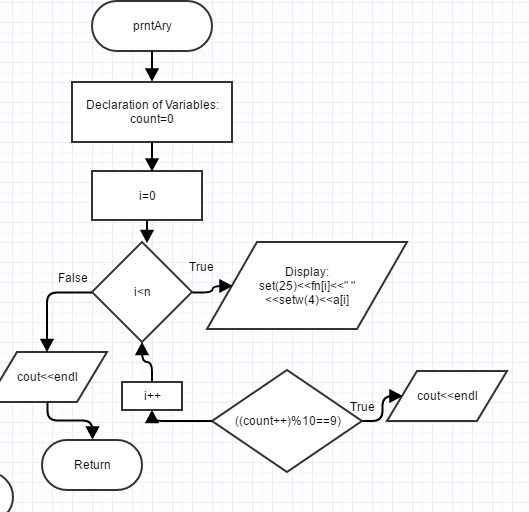 prntAry
Declaration of Variables:
count=0
i=0
i<n
True
False
Display:
set(25)<<fn[i]<<" "
<<setw(4)<<a[i]
cout<<endl
i++
((count++)%10==9)
True
cout<<endl
Return